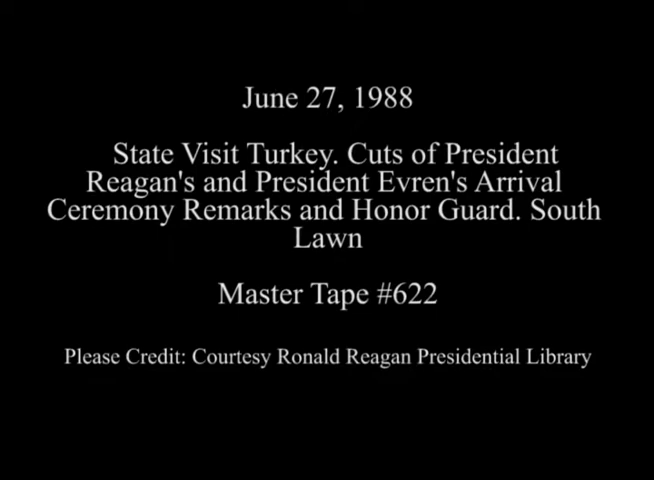 June 27, 1988
State Visit Turkey. Cuts of President
Reagan's and President Evren's Arrival
Ceremony Remarks and Honor Guard. South
Lawn
Master Tape #622
Please Credit: Courtesy Ronald Reagan Presidential Library